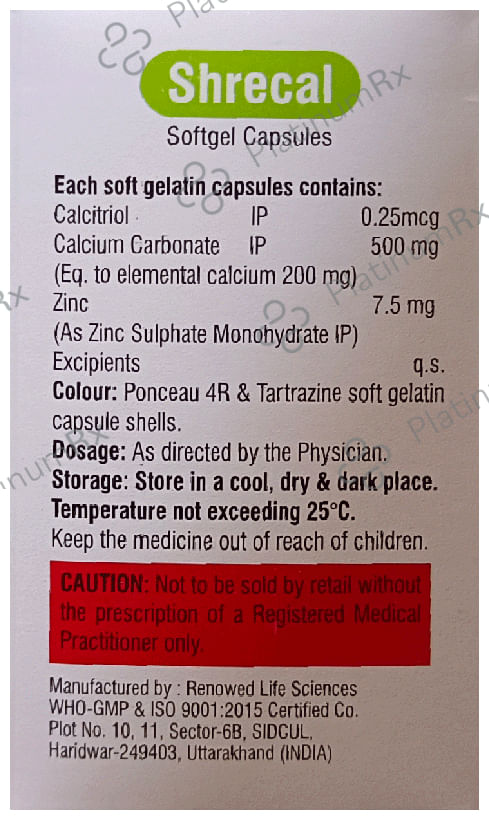 Shrecal
Softgel Capsules
Each soft gelatin capsules contains:
Calcitriol IP 0.25mcg
Calcium Carbonate IP 500 mg
(Eq. to elemental calcium 200 mg)
Zinc 7.5 mg
(As Zinc Sulphate Monohydrate IP)
Excipients q.s.
Colour: Ponceau 4R & Tartrazine soft gelatin
capsule shells.
Dosage: As directed by the Physician.
Storage: Store in a cool, dry & dark place.
Temperature not exceeding 25°C.
Keep the medicine out of reach of children.
CAUTION: Not to be sold by retail without
the prescription of a Registered Medical
Practitioner only.
Manufactured by : Renowed Life Sciences
WHO-GMP & ISO 9001:2015 Certified Co.
Plot No. 10, 11, Sector-6B, SIDCUL,
Haridwar-249403, Uttarakhand (INDIA)
PlatinumRx
PlatinumRx
PlatinumRx